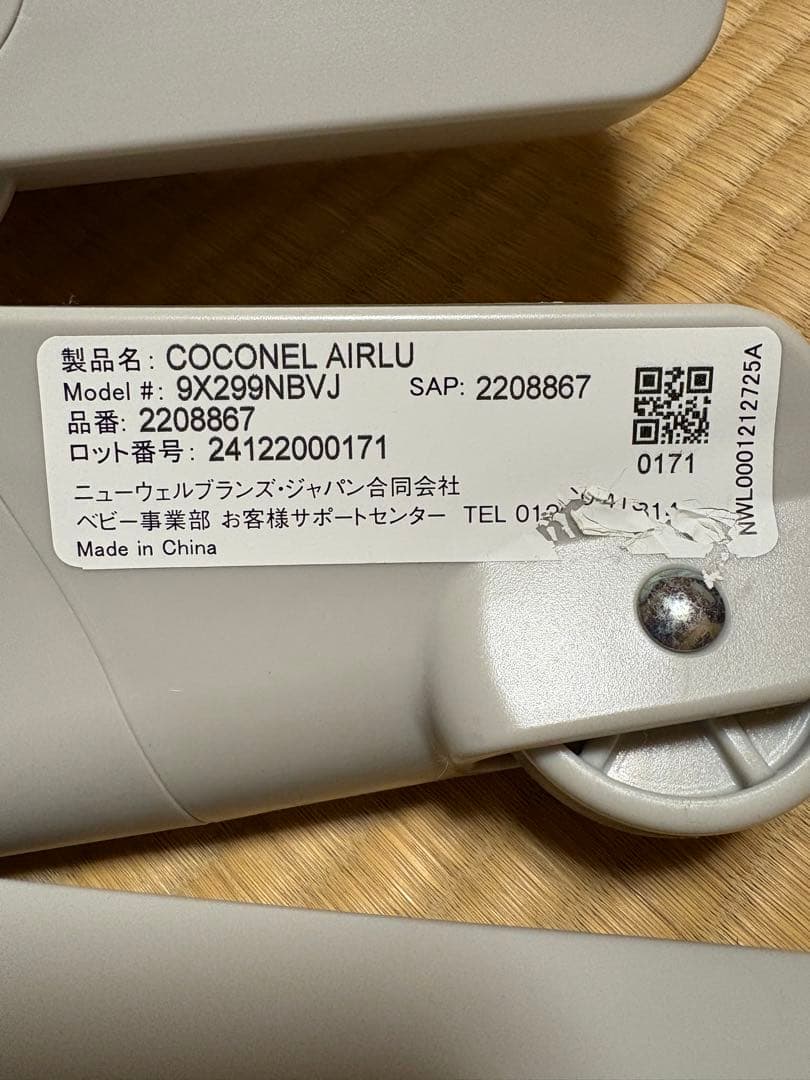 製品名: COCONEL AIRLU
Model #: 9X299NBVJ SAP: 2208867
品番: 2208867
ロット番号: 24122000171
0171
ニューウェルブランズ・ジャパン合同会社
ベビー事業部 お客様サポートセンター TEL
Made in China
NWL0001212725A